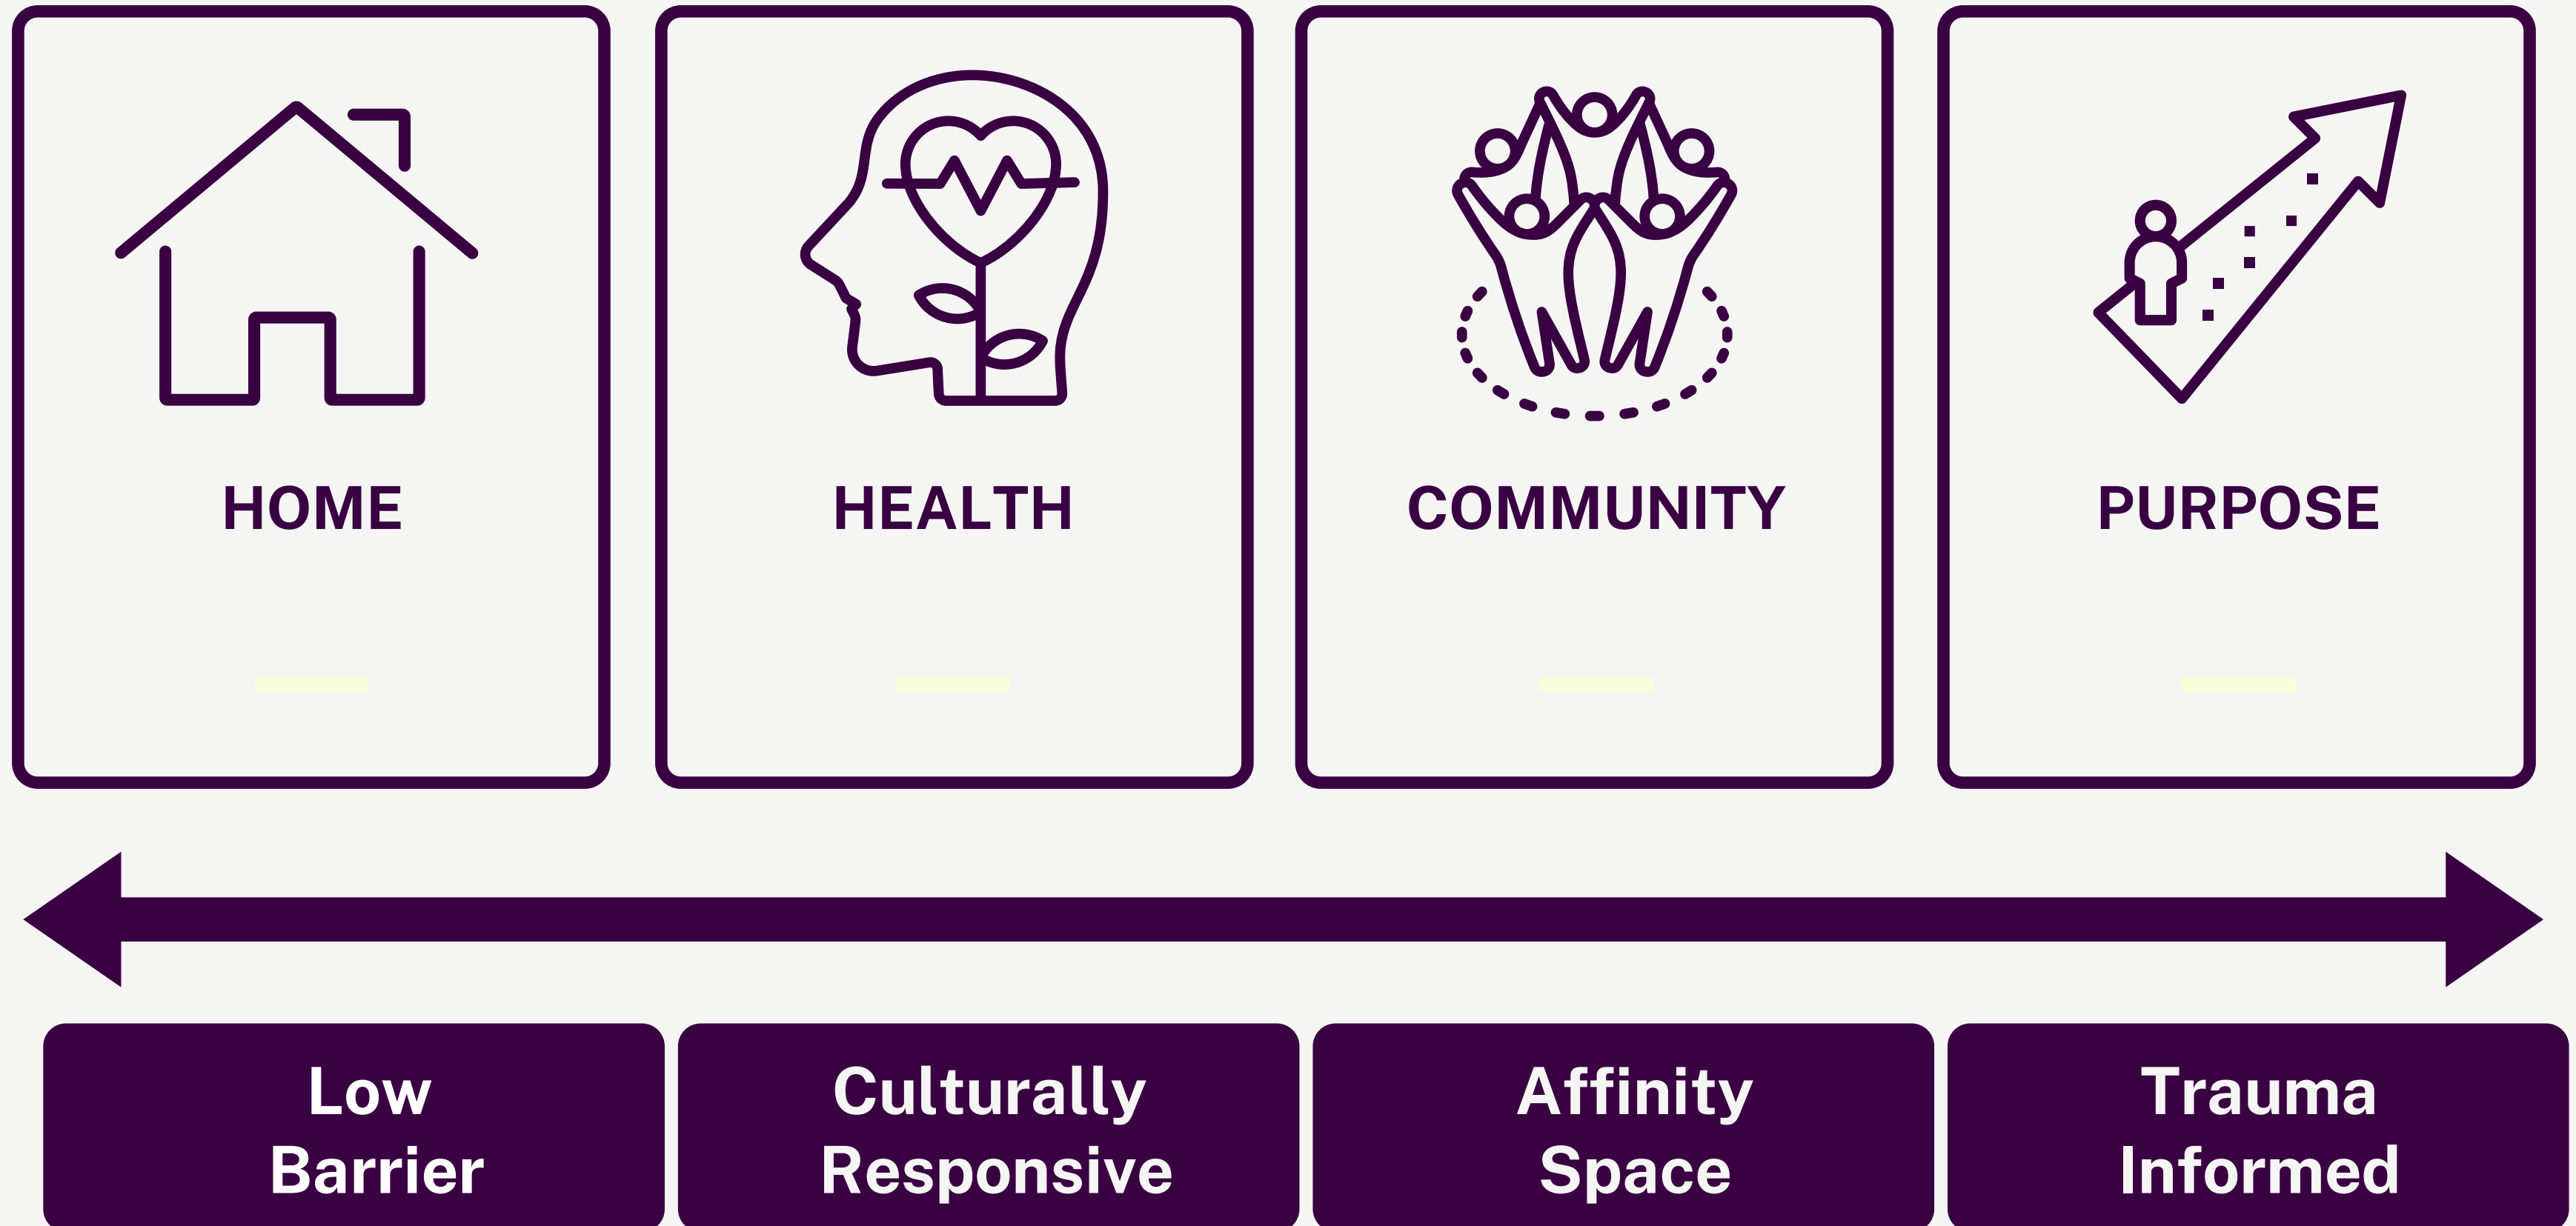 HOME
HEALTH
COMMUNITY
PURPOSE
Low
Barrier
Culturally
Responsive
Affinity
Space
Trauma
Informed